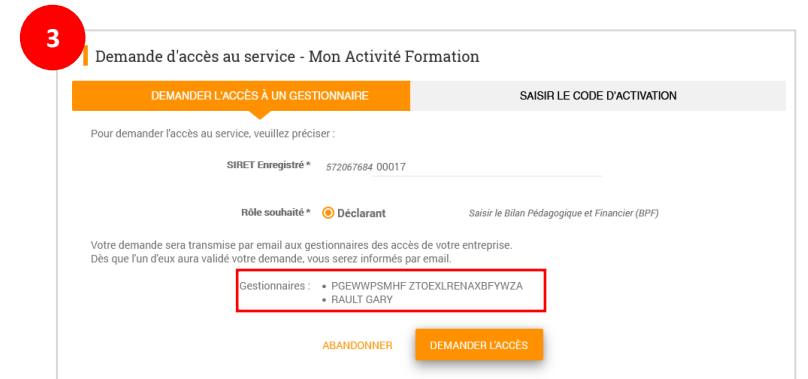 3
Demande d'accès au service - Mon Activité Formation
DEMANDER L'ACCÈS À UN GESTIONNAIRE
SAISIR LE CODE D'ACTIVATION
Pour demander l'accès au service, veuillez préciser :
SIRET Enregistré * 572067684 00017
Rôle souhaité * Déclarant Saisir le Bilan Pédagogique et Financier (BPF)
Votre demande sera transmise par email aux gestionnaires des accès de votre entreprise.
Dès que l'un d'eux aura validé votre demande, vous serez informés par email.
Gestionnaires : • PGEWWPSMHF ZTOEXLRENAXBFYWZA
• RAULT GARY
ABANDONNER DEMANDER L'ACCÈS